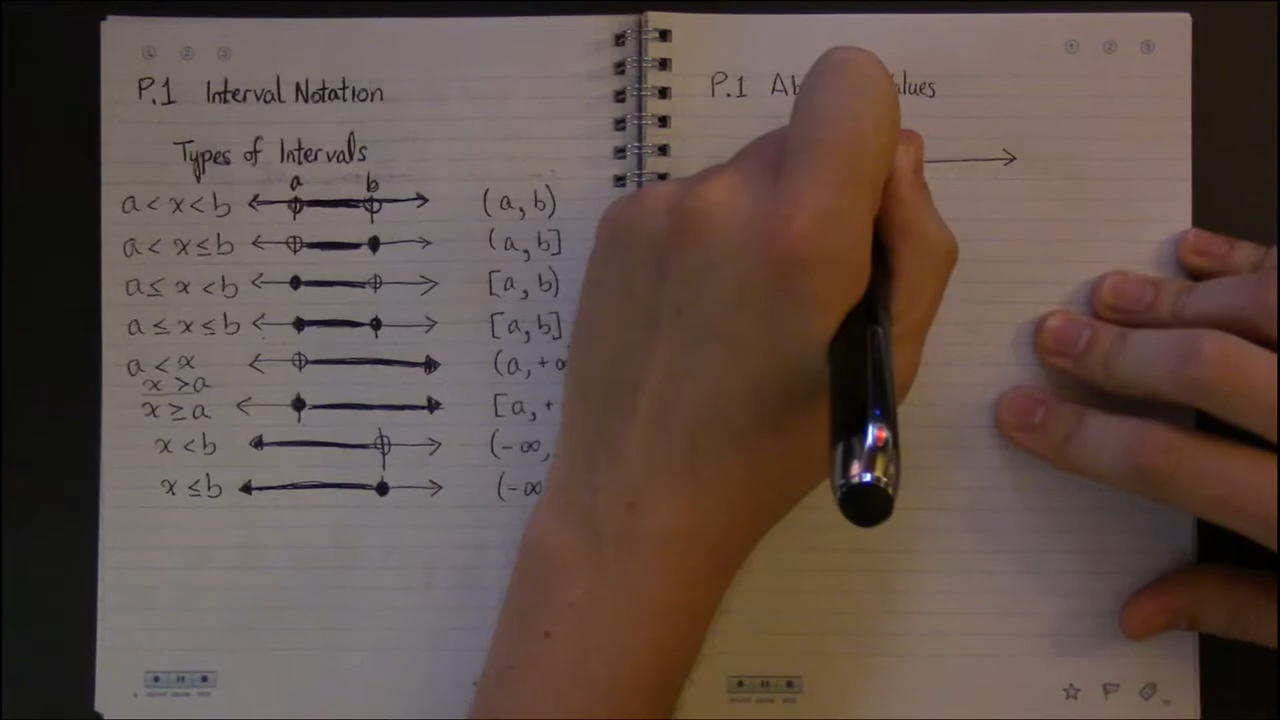 P.1 Interval Notation
Types of Intervals
a b
a < x < b (a, b)
a < x ≤ b (a, b]
a ≤ x < b [a, b)
a ≤ x ≤ b [a, b]
a < x (a, +∞
x > a
x ≥ a [a, +
x < b (-∞,
x ≤ b (-∞
P.1